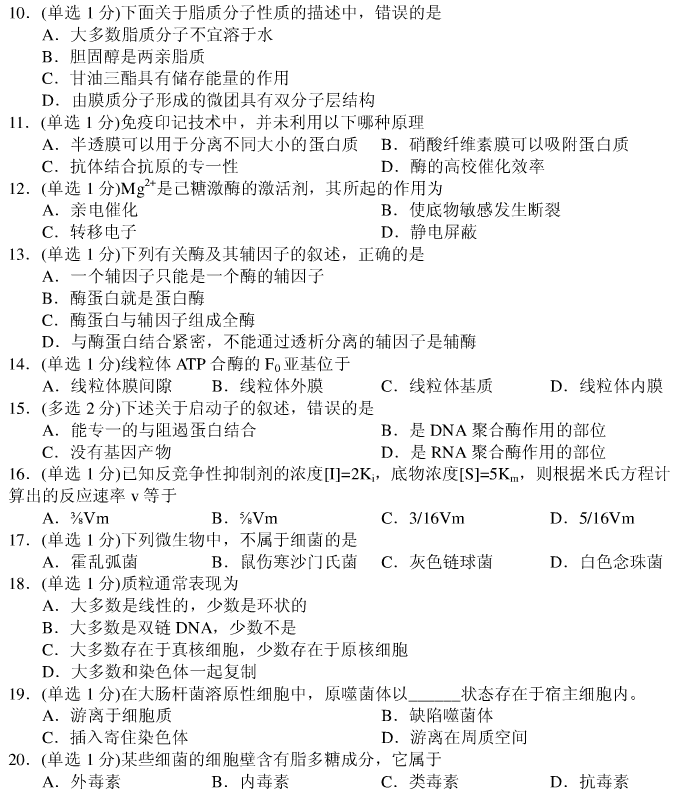 10．(单选 1 分)下面关于脂质分子性质的描述中，错误的是
A．大多数脂质分子不宜溶于水
B．胆固醇是两亲脂质
C．甘油三酯具有储存能量的作用
D．由膜质分子形成的微团具有双分子层结构
11．(单选 1 分)免疫印记技术中，并未利用以下哪种原理
A．半透膜可以用于分离不同大小的蛋白质 B．硝酸纤维素膜可以吸附蛋白质
C．抗体结合抗原的专一性 D．酶的高校催化效率
12．(单选 1 分)Mg²⁺是己糖激酶的激活剂，其所起的作用为
A．亲电催化 B．使底物敏感发生断裂
C．转移电子 D．静电屏蔽
13．(单选 1 分)下列有关酶及其辅因子的叙述，正确的是
A．一个辅因子只能是一个酶的辅因子
B．酶蛋白就是蛋白酶
C．酶蛋白与辅因子组成全酶
D．与酶蛋白结合紧密，不能通过透析分离的辅因子是辅酶
14．(单选 1 分)线粒体 ATP 合酶的 F₀ 亚基位于
A．线粒体膜间隙 B．线粒体外膜 C．线粒体基质 D．线粒体内膜
15．(多选 2 分)下述关于启动子的叙述，错误的是
A．能专一的与阻遏蛋白结合 B．是 DNA 聚合酶作用的部位
C．没有基因产物 D．是 RNA 聚合酶作用的部位
16．(单选 1 分)已知反竞争性抑制剂的浓度[I]=2Kᵢ，底物浓度[S]=5Kₘ，则根据米氏方程计
算出的反应速率 v 等于
A．⅜Vm B．⅝Vm C．3/16Vm D．5/16Vm
17．(单选 1 分)下列微生物中，不属于细菌的是
A．霍乱弧菌 B．鼠伤寒沙门氏菌 C．灰色链球菌 D．白色念珠菌
18．(单选 1 分)质粒通常表现为
A．大多数是线性的，少数是环状的
B．大多数是双链 DNA，少数不是
C．大多数存在于真核细胞，少数存在于原核细胞
D．大多数和染色体一起复制
19．(单选 1 分)在大肠杆菌溶原性细胞中，原噬菌体以______状态存在于宿主细胞内。
A．游离于细胞质 B．缺陷噬菌体
C．插入寄住染色体 D．游离在周质空间
20．(单选 1 分)某些细菌的细胞壁含有脂多糖成分，它属于
A．外毒素 B．内毒素 C．类毒素 D．抗毒素